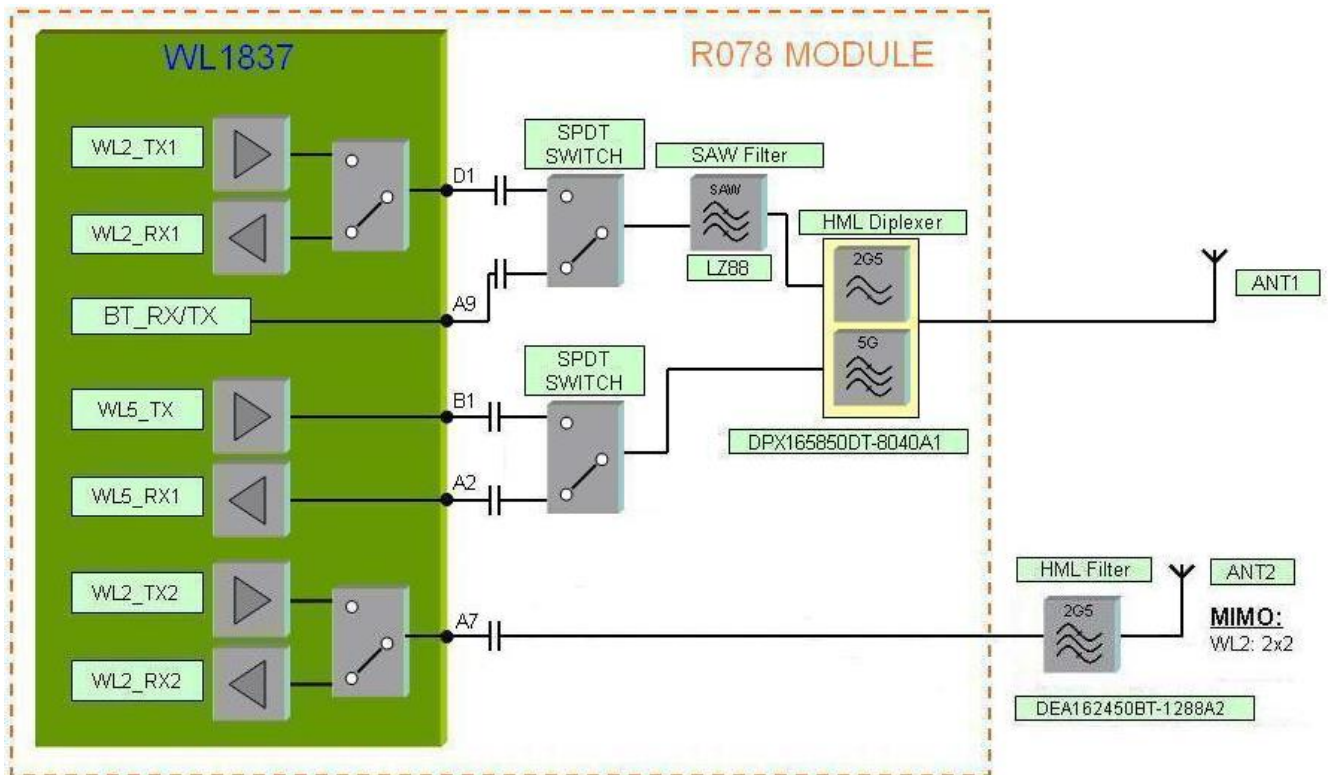 WL1837
R078 MODULE
WL2_TX1
WL2_RX1
BT_RX/TX
WL5_TX
WL5_RX1
WL2_TX2
WL2_RX2
D1
A9
B1
A2
A7
SPDT
SWITCH
SPDT
SWITCH
SAW Filter
SAW
LZ88
HML Diplexer
2G5
5G
DPX165850DT-8040A1
ANT1
HML Filter
2G5
DEA162450BT-1288A2
ANT2
MIMO:
WL2: 2x2